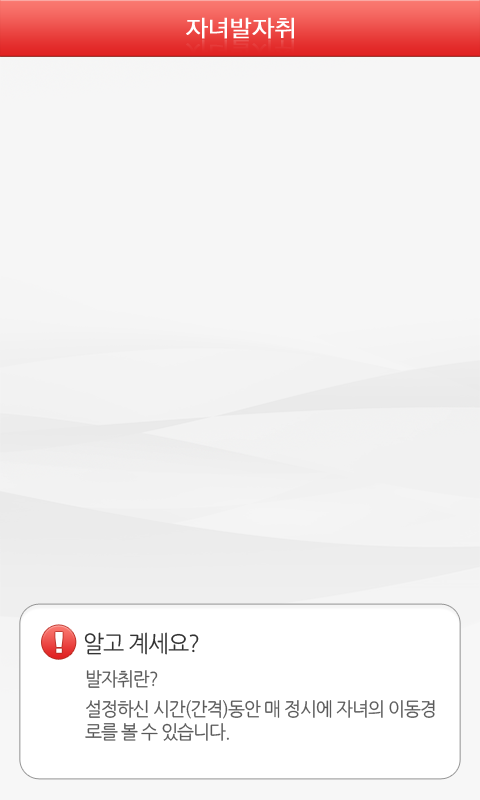 자녀발자취
알고 계세요?
발자취란?
설정하신 시간(간격)동안 매 정시에 자녀의 이동경
로를 볼 수 있습니다.